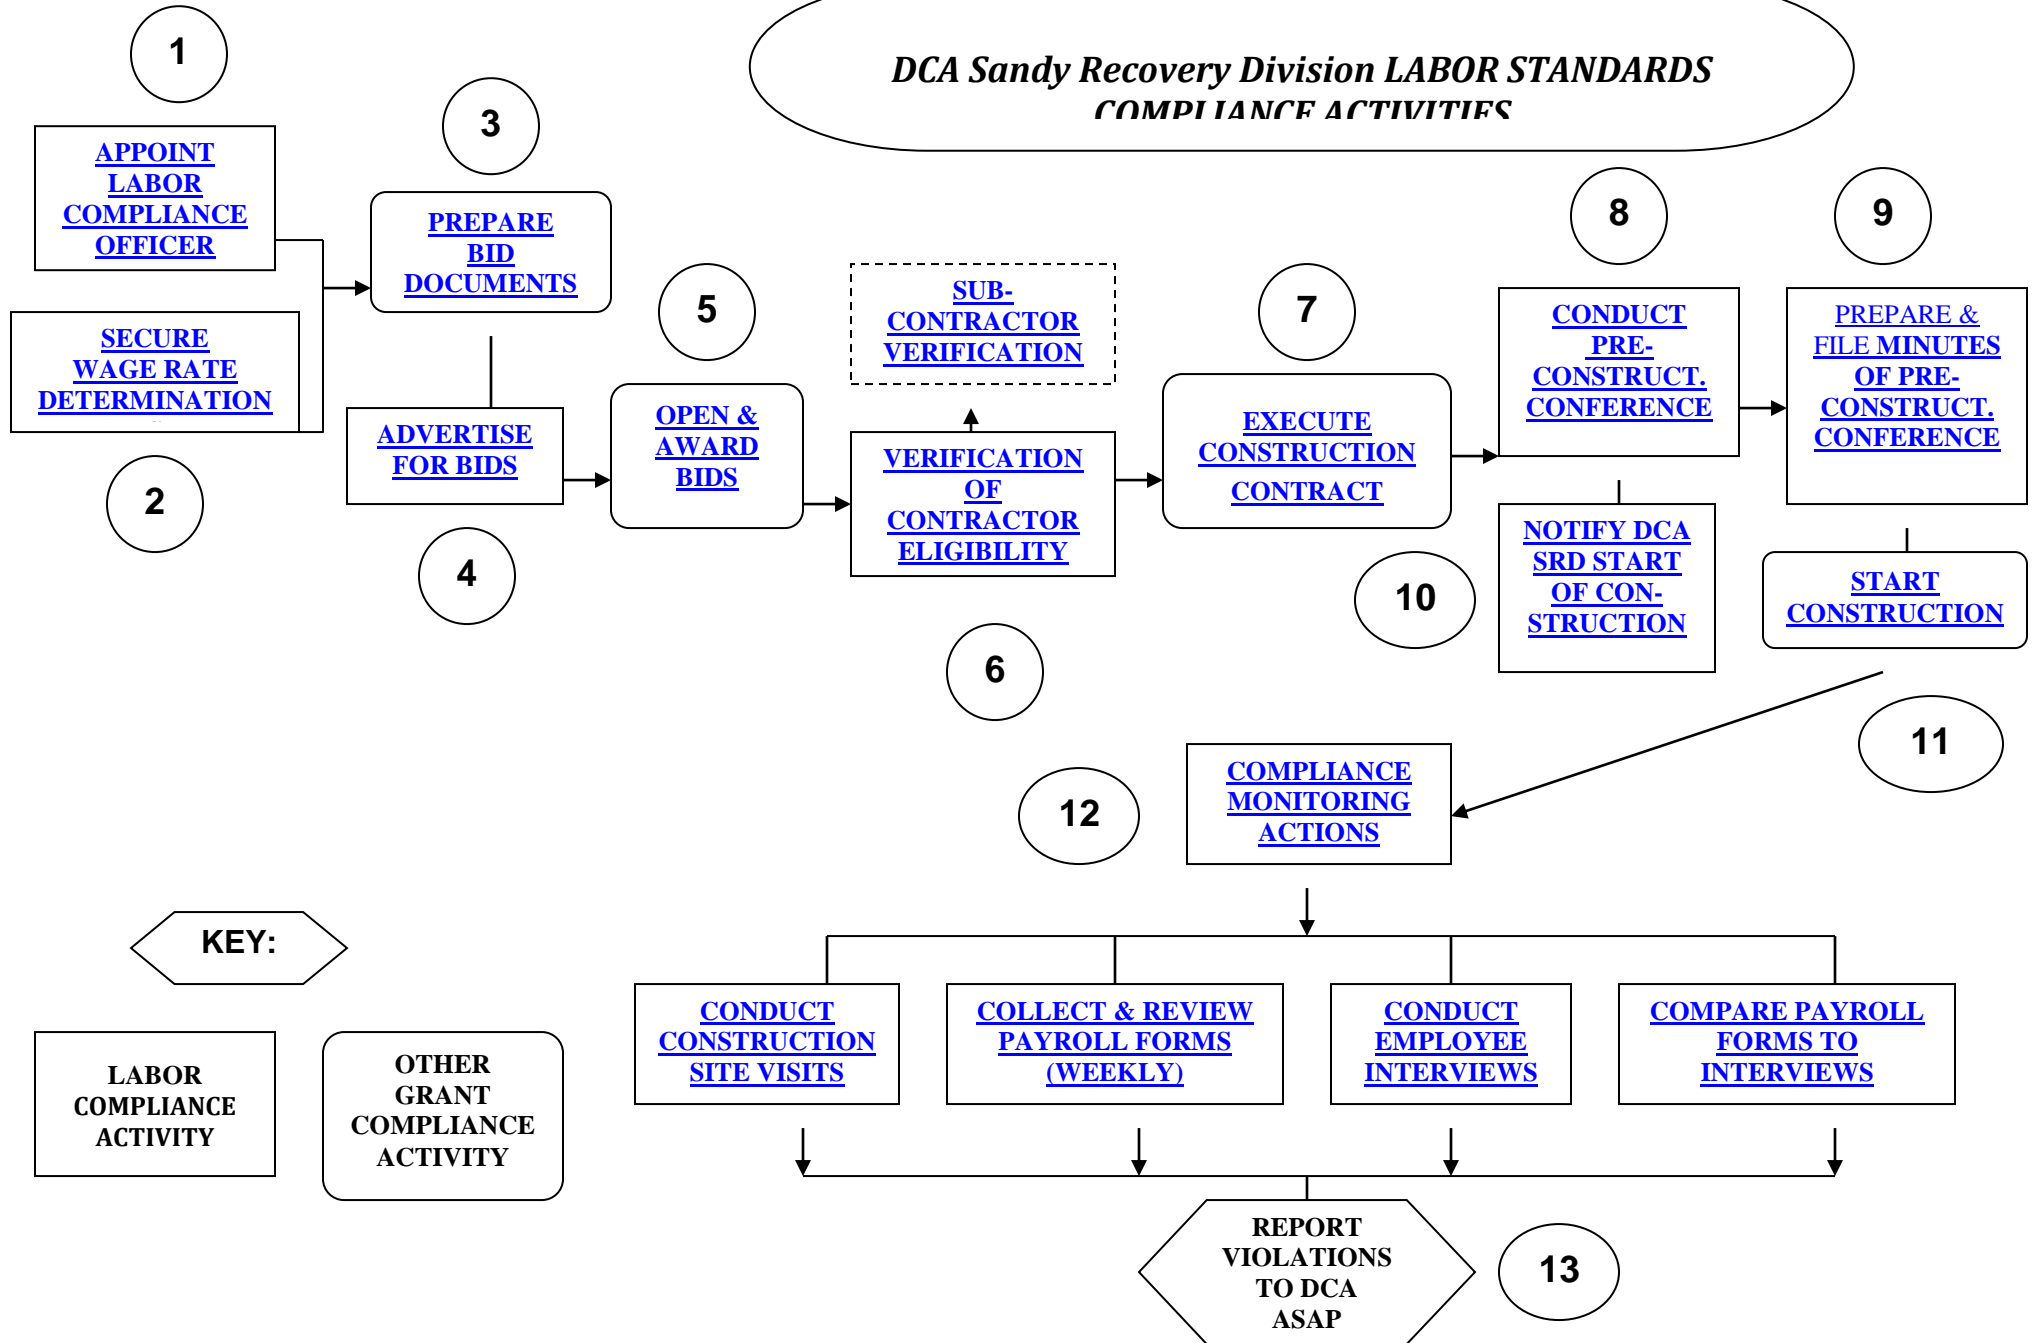 DCA Sandy Recovery Division LABOR STANDARDS
COMPLIANCE ACTIVITIES
1
APPOINT
LABOR
COMPLIANCE
OFFICER
SECURE
WAGE RATE
DETERMINATION
2
3
PREPARE
BID
DOCUMENTS
ADVERTISE
FOR BIDS
4
5
OPEN &
AWARD
BIDS
SUB-
CONTRACTOR
VERIFICATION
VERIFICATION
OF
CONTRACTOR
ELIGIBILITY
6
7
EXECUTE
CONSTRUCTION
CONTRACT
8
CONDUCT
PRE-
CONSTRUCT.
CONFERENCE
9
PREPARE &
FILE MINUTES
OF PRE-
CONSTRUCT.
CONFERENCE
10
NOTIFY DCA
SRD START
OF CON-
STRUCTION
START
CONSTRUCTION
11
12
COMPLIANCE
MONITORING
ACTIONS
CONDUCT
CONSTRUCTION
SITE VISITS
COLLECT & REVIEW
PAYROLL FORMS
(WEEKLY)
CONDUCT
EMPLOYEE
INTERVIEWS
COMPARE PAYROLL
FORMS TO
INTERVIEWS
REPORT
VIOLATIONS
TO DCA
ASAP
13
KEY:
LABOR
COMPLIANCE
ACTIVITY
OTHER
GRANT
COMPLIANCE
ACTIVITY